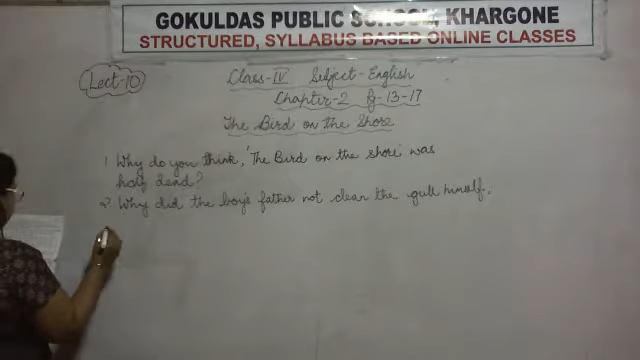 GOKULDAS PUBLIC SCHOOL, KHARGONE
STRUCTURED, SYLLABUS BASED ONLINE CLASSES
Lect-10
Class-IV Subject-English
Chapter-2 Pg-13-17
The Bird on the Shore
1 Why do you think, 'The Bird on the shore' was
half dead?
2 Why did the boy's father not clean the gull himself.